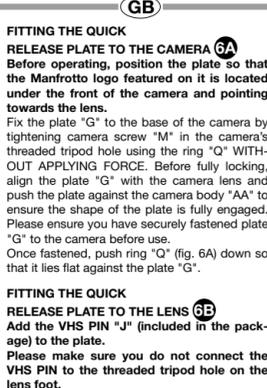 GB
FITTING THE QUICK
RELEASE PLATE TO THE CAMERA 6A
Before operating, position the plate so that
the Manfrotto logo featured on it is located
under the front of the camera and pointing
towards the lens.
Fix the plate "G" to the base of the camera by
tightening camera screw "M" in the camera's
threaded tripod hole using the ring "Q" WITH-
OUT APPLYING FORCE. Before fully locking,
align the plate "G" with the camera lens and
push the plate against the camera body "AA" to
ensure the shape of the plate is fully engaged.
Please ensure you have securely fastened plate
"G" to the camera before use.
Once fastened, push ring "Q" (fig. 6A) down so
that it lies flat against the plate "G".
FITTING THE QUICK
RELEASE PLATE TO THE LENS 6B
Add the VHS PIN "J" (included in the pack-
age) to the plate.
Please make sure you do not connect the
VHS PIN to the threaded tripod hole on the
lens foot.